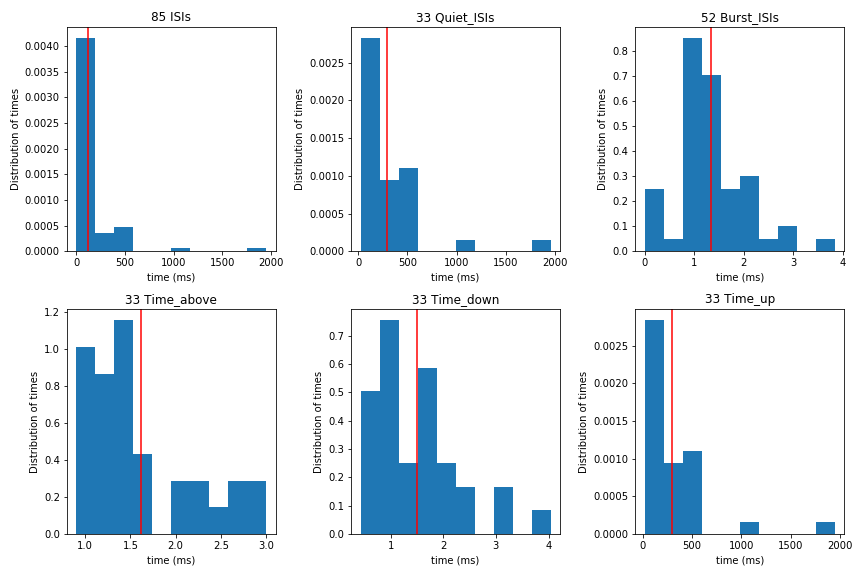 85 ISIs
33 Quiet_ISIs
52 Burst_ISIs
Distribution of times
0.0040
0.0035
0.0030
0.0025
0.0020
0.0015
0.0010
0.0005
0.0000
0 500 1000 1500 2000
time (ms)
Distribution of times
0.0025
0.0020
0.0015
0.0010
0.0005
0.0000
0 500 1000 1500 2000
time (ms)
Distribution of times
0.8
0.7
0.6
0.5
0.4
0.3
0.2
0.1
0.0
0 1 2 3 4
time (ms)
33 Time_above
33 Time_down
33 Time_up
Distribution of times
1.2
1.0
0.8
0.6
0.4
0.2
0.0
1.0 1.5 2.0 2.5 3.0
time (ms)
Distribution of times
0.7
0.6
0.5
0.4
0.3
0.2
0.1
0.0
1 2 3 4
time (ms)
Distribution of times
0.0025
0.0020
0.0015
0.0010
0.0005
0.0000
0 500 1000 1500 2000
time (ms)